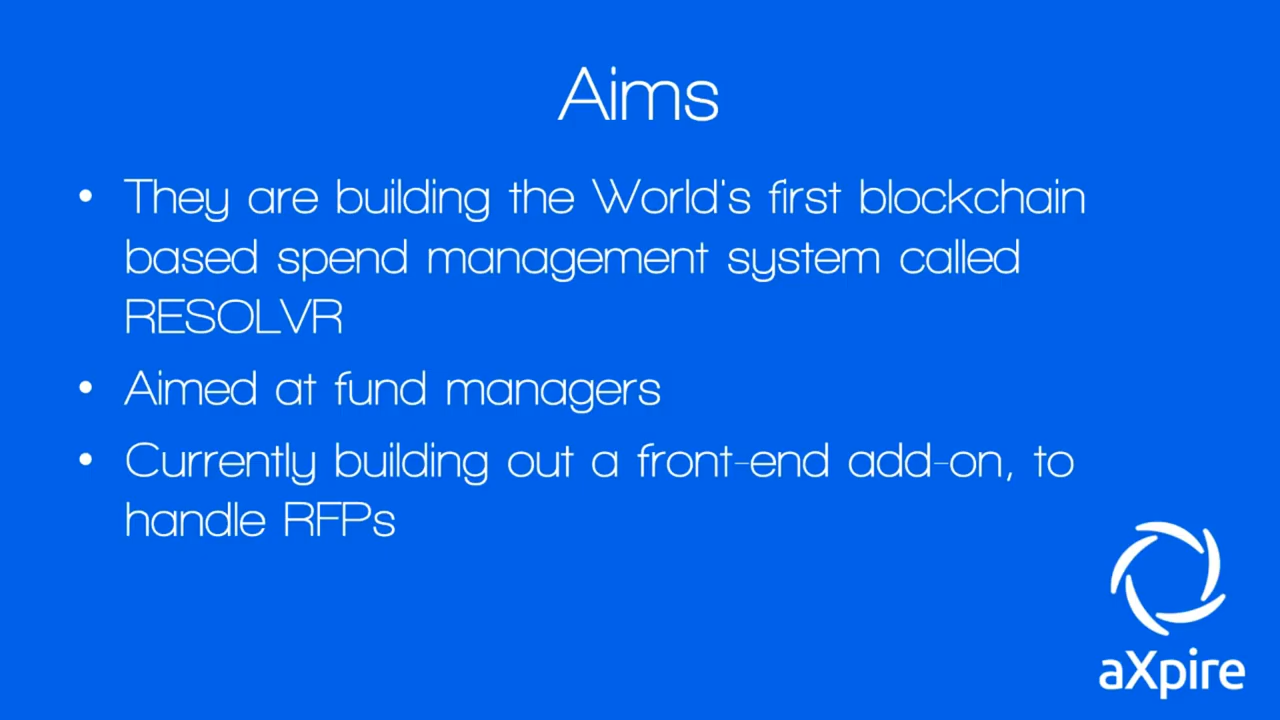 Aims
• They are building the World's first blockchain
based spend management system called
RESOLVR
• Aimed at fund managers
• Currently building out a front-end add-on, to
handle RFPs
aXpire